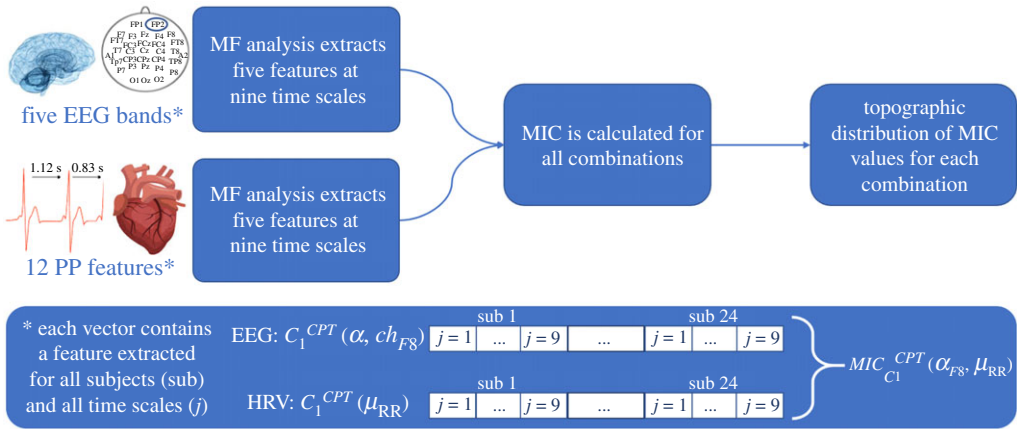 FP1 FP2
F7 F3 Fz F4 F8
FT7 FC3 FCz FC4 FT8
T7 C3 Cz C4 T8
A1 A2
Tp7 CP3 CPz CP4 TP8
P7 P3 Pz P4 P8
O1 Oz O2
five EEG bands*
MF analysis extracts
five features at
nine time scales
1.12 s 0.83 s
12 PP features*
MF analysis extracts
five features at
nine time scales
MIC is calculated for
all combinations
topographic
distribution of MIC
values for each
combination
* each vector contains
a feature extracted
for all subjects (sub)
and all time scales (j)
sub 1 sub 24
EEG: C₁^CPT (α, ch_F8) j = 1 ... j = 9 ... j = 1 ... j = 9
sub 1 sub 24
HRV: C₁^CPT (μ_RR) j = 1 ... j = 9 ... j = 1 ... j = 9
MIC_C1^CPT (α_F8, μ_RR)